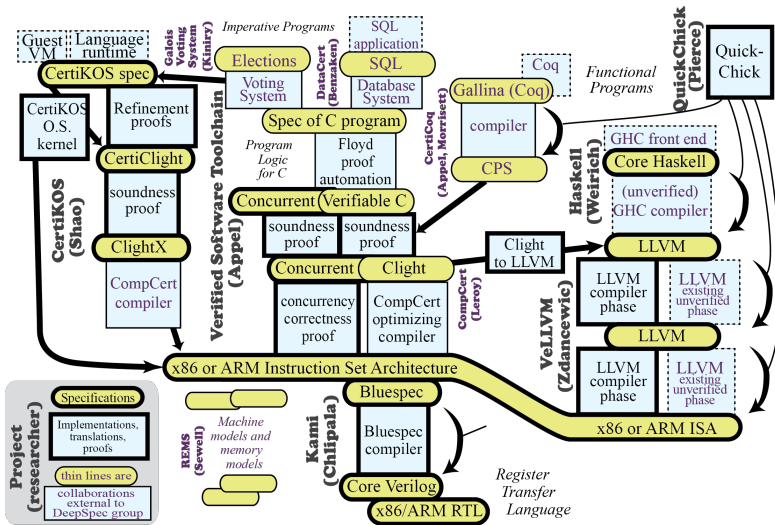 Guest
VM
Language
runtime
CertiKOS spec
CertiKOS
O.S.
kernel
Refinement
proofs
CertiClight
soundness
proof
ClightX
CompCert
compiler
CertiKOS
(Shao)
Galois
Voting
System
(Kiniry)
Imperative Programs
Elections
Voting
System
DataCert
(Benzaken)
SQL
application
SQL
Database
System
Spec of C program
Program
Logic
for C
Floyd
proof
automation
Verified Software Toolchain
(Appel)
Concurrent
Verifiable C
soundness
proof
soundness
proof
Concurrent
Clight
concurrency
correctness
proof
CompCert
optimizing
compiler
CompCert
(Leroy)
Coq
Gallina (Coq)
compiler
CPS
CertiCoq
(Appel, Morrisett)
Functional
Programs
QuickChick
(Pierce)
Quick-
Chick
GHC front end
Core Haskell
(unverified)
GHC compiler
Haskell
(Weirich)
Clight
to LLVM
LLVM
LLVM
compiler
phase
LLVM
existing
unverified
phase
LLVM
LLVM
compiler
phase
LLVM
existing
unverified
phase
VeLLVM
(Zdancewic)
x86 or ARM Instruction Set Architecture
x86 or ARM ISA
Bluespec
Bluespec
compiler
Core Verilog
x86/ARM RTL
Kami
(Chlipala)
Register
Transfer
Language
REMS
(Sewell)
Machine
models and
memory
models
Project
(researcher)
Specifications
Implementations,
translations,
proofs
thin lines are
collaborations
external to
DeepSpec group